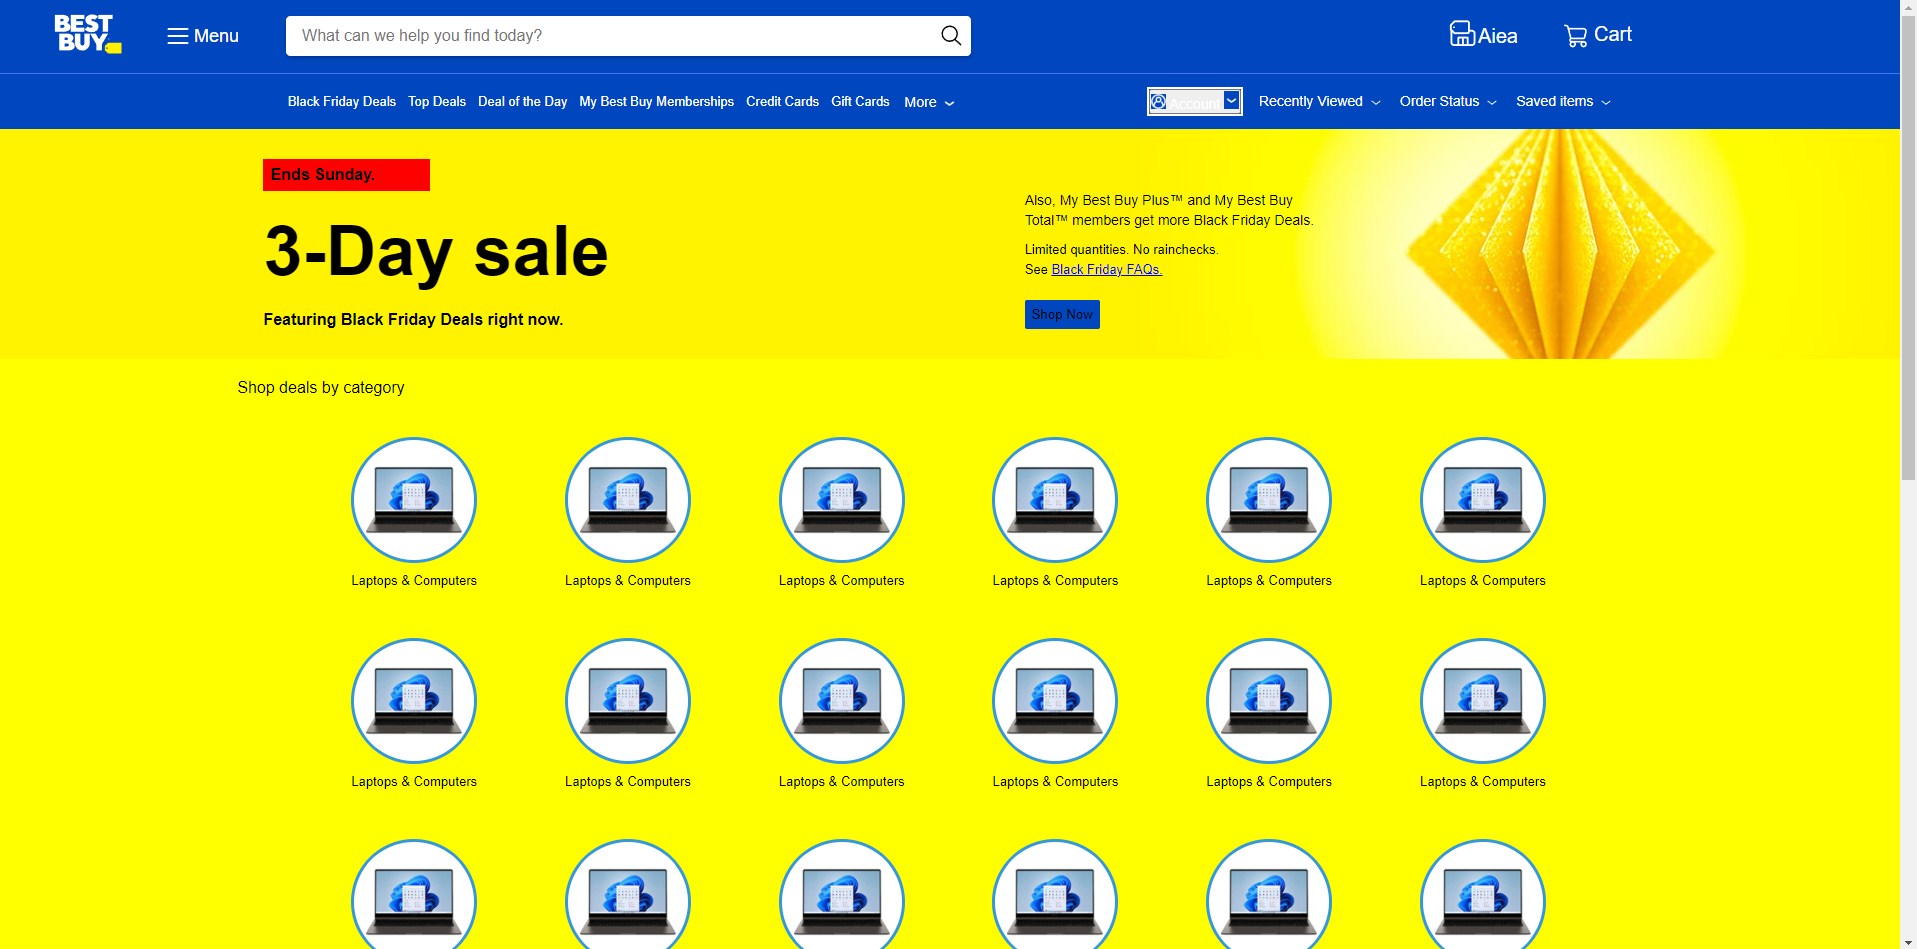 BEST
BUY
Menu
What can we help you find today?
Aiea
Cart
Black Friday Deals
Top Deals
Deal of the Day
My Best Buy Memberships
Credit Cards
Gift Cards
More
Account
Recently Viewed
Order Status
Saved items
Ends Sunday.
3-Day sale
Featuring Black Friday Deals right now.
Also, My Best Buy Plus™ and My Best Buy
Total™ members get more Black Friday Deals.
Limited quantities. No rainchecks.
See Black Friday FAQs.
Shop Now
Shop deals by category
Laptops & Computers
Laptops & Computers
Laptops & Computers
Laptops & Computers
Laptops & Computers
Laptops & Computers
Laptops & Computers
Laptops & Computers
Laptops & Computers
Laptops & Computers
Laptops & Computers
Laptops & Computers